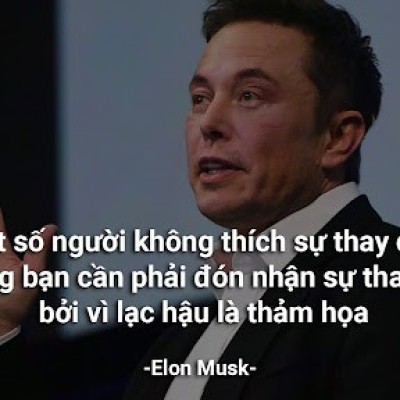 số người không thích sự thay
bạn cần phải đón nhận sự
bởi vì lạc hậu là thảm họa
-Elon Musk-